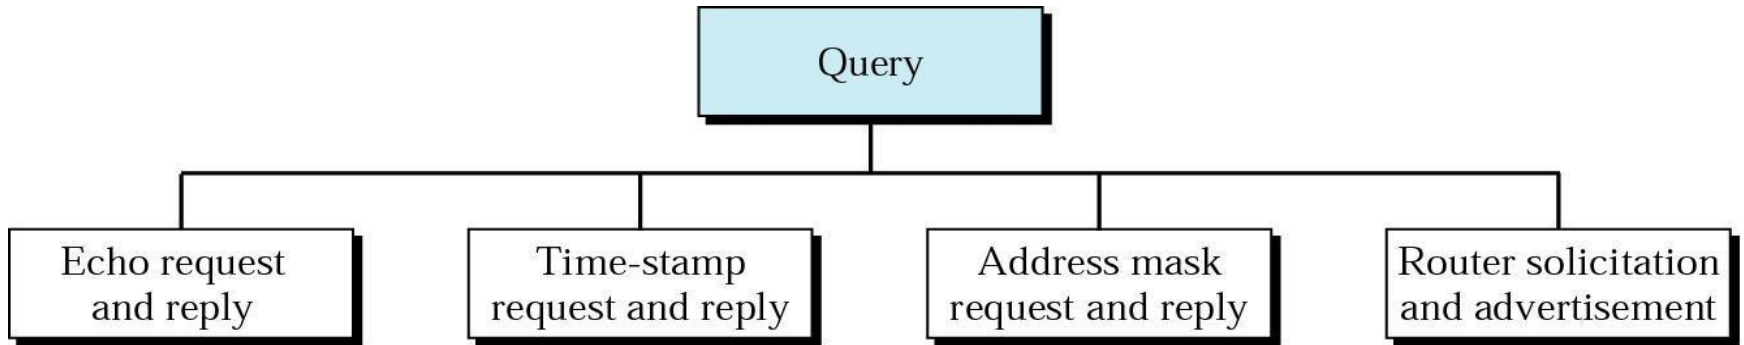 Query
Echo request
and reply
Time-stamp
request and reply
Address mask
request and reply
Router solicitation
and advertisement